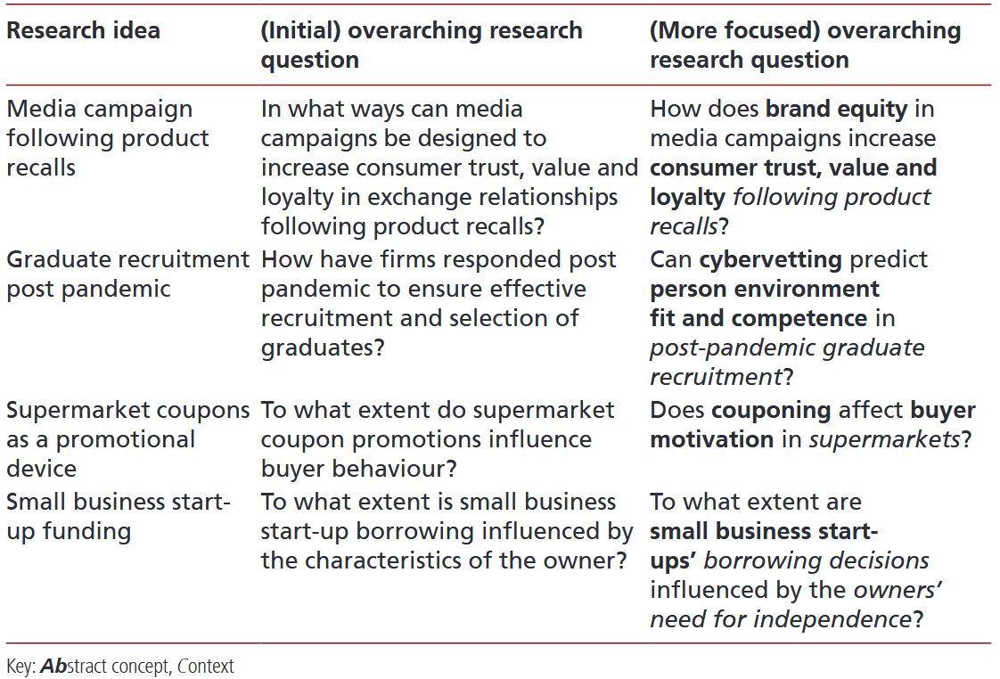 Research idea
(Initial) overarching research
question
(More focused) overarching
research question
Media campaign
following product
recalls
In what ways can media
campaigns be designed to
increase consumer trust, value and
loyalty in exchange relationships
following product recalls?
How does brand equity in
media campaigns increase
consumer trust, value and
loyalty following product
recalls?
Graduate recruitment
post pandemic
How have firms responded post
pandemic to ensure effective
recruitment and selection of
graduates?
Can cybervetting predict
person environment
fit and competence in
post-pandemic graduate
recruitment?
Supermarket coupons
as a promotional
device
To what extent do supermarket
coupon promotions influence
buyer behaviour?
Does couponing affect buyer
motivation in supermarkets?
Small business start-
up funding
To what extent is small business
start-up borrowing influenced by
the characteristics of the owner?
To what extent are
small business start-
ups’ borrowing decisions
influenced by the owners’
need for independence?
Key: Abstract concept, Context